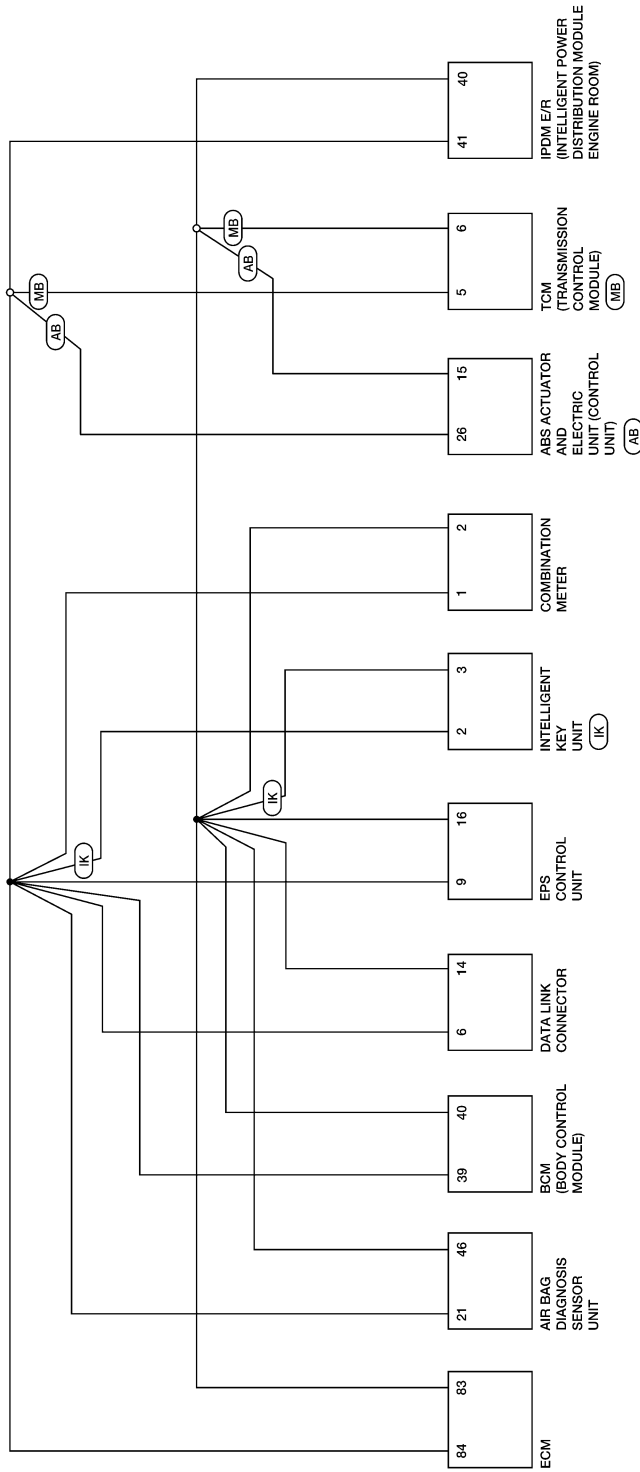 MB
AB
IK
MB
AB
IK
84
83
21
46
39
40
6
14
9
16
2
3
1
2
26
15
5
6
41
40
ECM
AIR BAG
DIAGNOSIS
SENSOR
UNIT
BCM
(BODY CONTROL
MODULE)
DATA LINK
CONNECTOR
EPS
CONTROL
UNIT
INTELLIGENT
KEY
UNIT
IK
COMBINATION
METER
ABS ACTUATOR
AND
ELECTRIC
UNIT (CONTROL
UNIT)
AB
TCM
(TRANSMISSION
CONTROL
MODULE)
MB
IPDM E/R
(INTELLIGENT POWER
DISTRIBUTION MODULE
ENGINE ROOM)